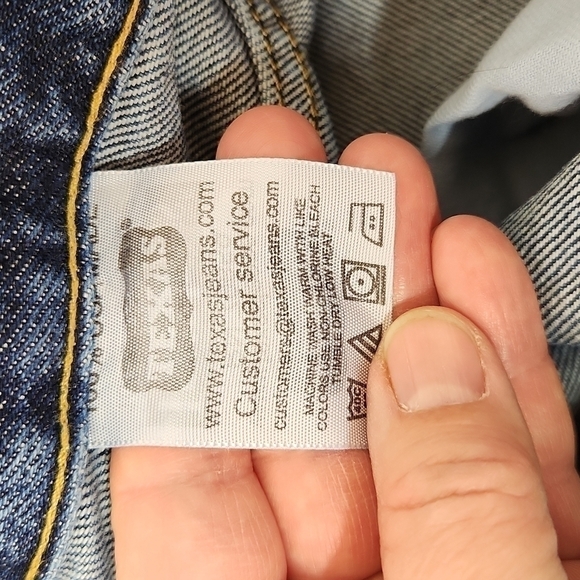 TEXAS®
www.texasjeans.com
Customer service
customers@texasjeans.com
MACHINE WASH WARM WITH LIKE
COLORS USE NON-CHLORINE BLEACH
TUMBLE DRY LOW HEAT